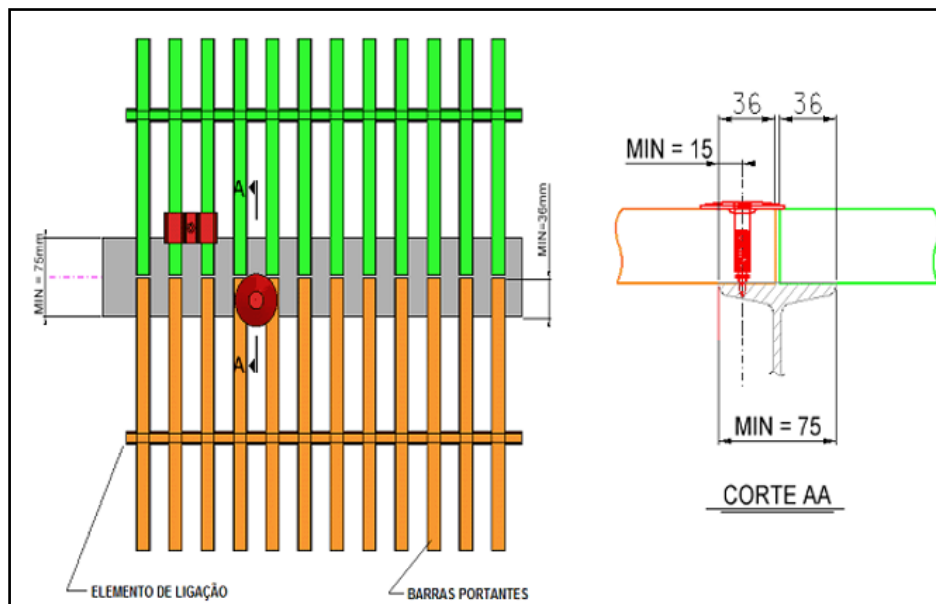 A
A
MIN = 75mm
MIN=36mm
ELEMENTO DE LIGAÇÃO
BARRAS PORTANTES
36
36
MIN = 15
MIN = 75
CORTE AA